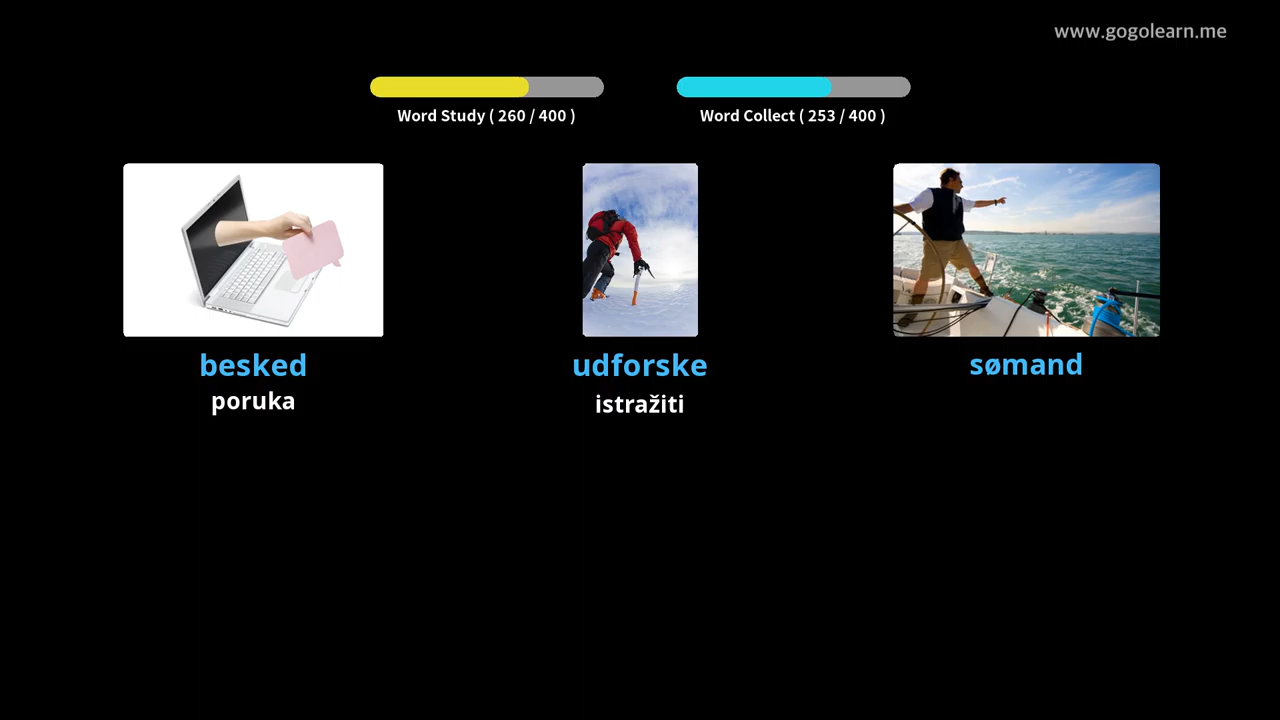 www.gogolearn.me
Word Study ( 260 / 400 )
Word Collect ( 253 / 400 )
besked
udforske
sømand
poruka
istražiti